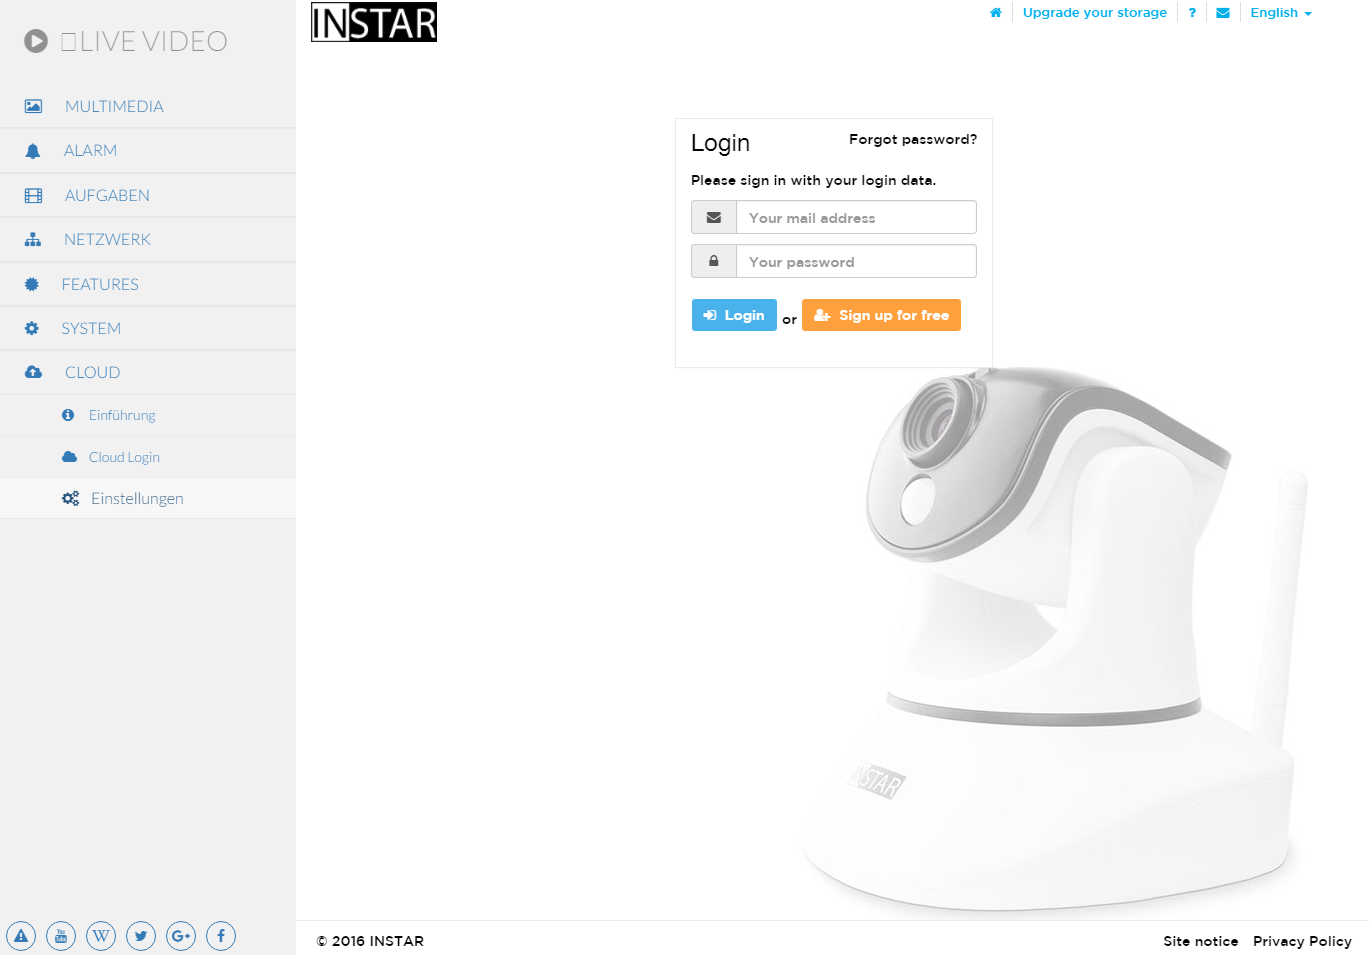 LIVE VIDEO
MULTIMEDIA
ALARM
AUFGABEN
NETZWERK
FEATURES
SYSTEM
CLOUD
Einführung
Cloud Login
Einstellungen
INSTAR
Upgrade your storage
?
English
Login
Forgot password?
Please sign in with your login data.
Your mail address
Your password
Login or Sign up for free
INSTAR
© 2016 INSTAR
Site notice Privacy Policy